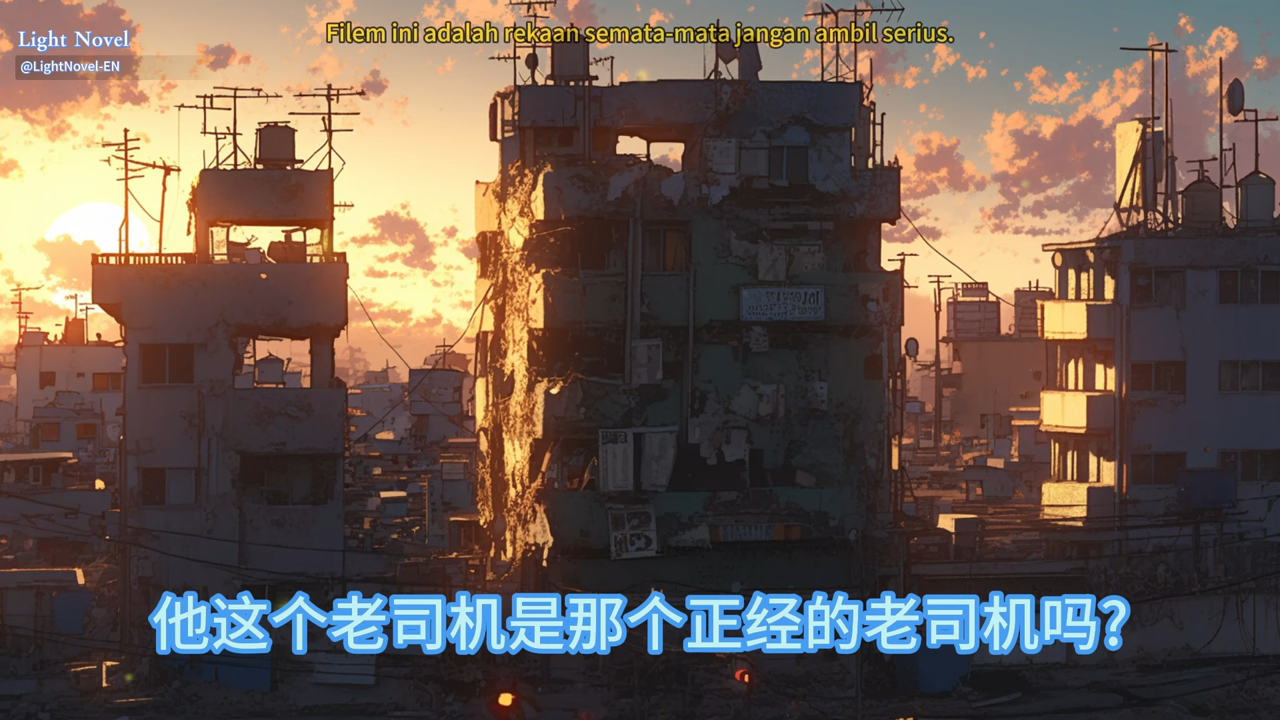 Filem ini adalah rekaan semata-mata jangan ambil serius.
Light Novel
@LightNovel-EN
他这个老司机是那个正经的老司机吗?